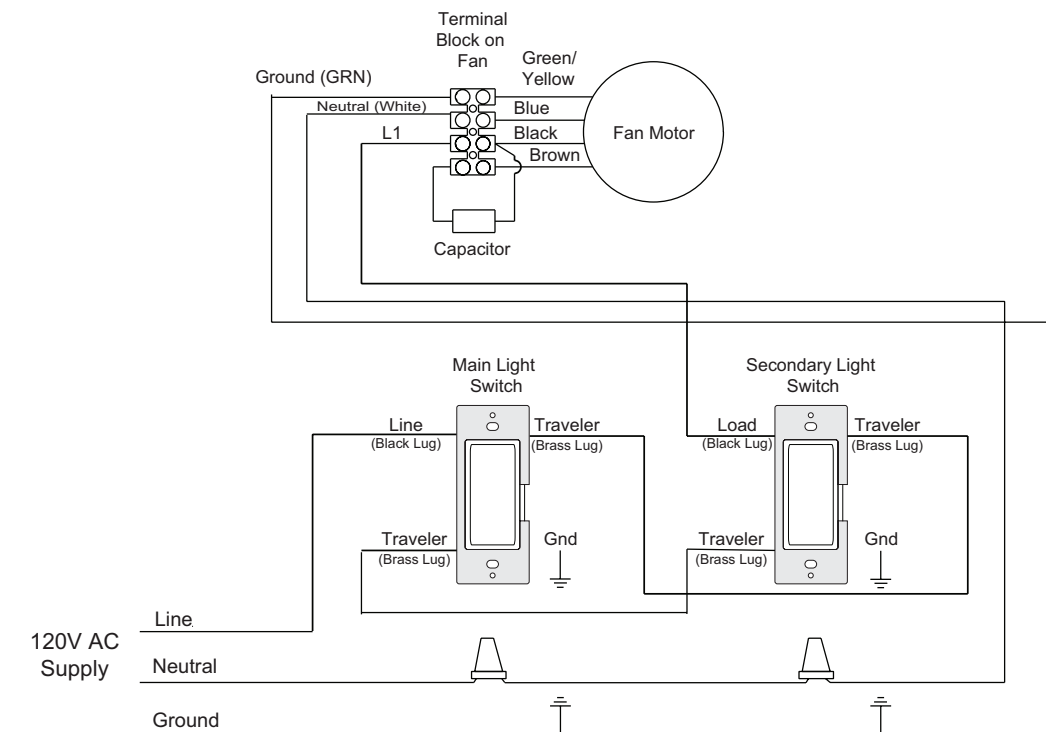 Terminal
Block on
Fan
Green/
Yellow
Ground (GRN)
Neutral (White)
Blue
L1
Black
Fan Motor
Brown
Capacitor
Main Light
Switch
Secondary Light
Switch
Line
(Black Lug)
Traveler
(Brass Lug)
Load
(Black Lug)
Traveler
(Brass Lug)
Traveler
(Brass Lug)
Gnd
Traveler
(Brass Lug)
Gnd
120V AC
Supply
Line
Neutral
Ground